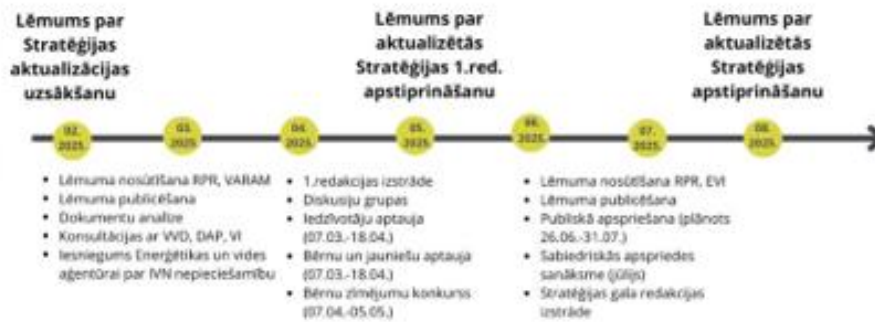 Lēmums par
Stratēģijas
aktualizācijas
uzsākšanu
Lēmums par
aktualizētās
Stratēģijas 1.red.
apstiprināšanu
Lēmums par
aktualizētās
Stratēģijas
apstiprināšanu
02.
2025.
03.
2025.
04.
2025.
05.
2025.
06.
2025.
07.
2025.
08.
2025.
• Lēmuma nosūtīšana RPR, VARAM
• Lēmuma publicēšana
• Dokumentu analīze
• Konsultācijas ar VVD, DAP, VI
• Iesniegums Enerģētikas un vides
aģentūrai par IVN nepieciešamību
• 1.redakcijas izstrāde
• Diskusiju grupas
• Iedzīvotāju aptauja
(07.03.-18.04.)
• Bērnu un jauniešu aptauja
(07.03.-18.04.)
• Bērnu zīmējumu konkurss
(07.04.-05.05.)
• Lēmuma nosūtīšana RPR, EVI
• Lēmuma publicēšana
• Publiskā apspriešana (plānots
26.06.-31.07.)
• Sabiedriskās apspriedes
sanāksme (jūlijs)
• Stratēģijas gala redakcijas
izstrāde